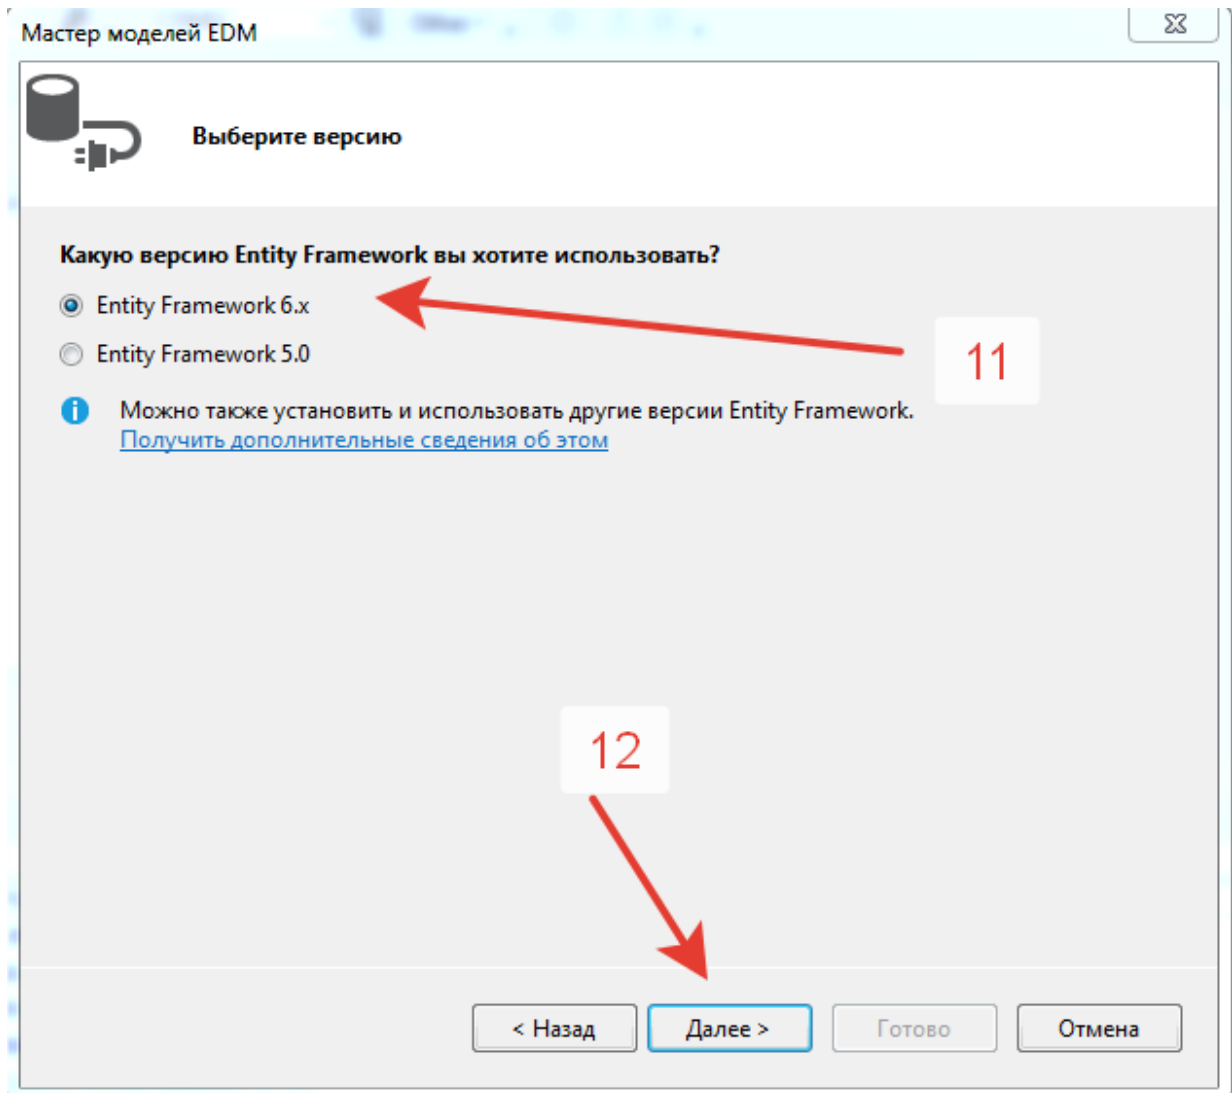 Мастер моделей EDM
Выберите версию
Какую версию Entity Framework вы хотите использовать?
Entity Framework 6.x
Entity Framework 5.0
11
Можно также установить и использовать другие версии Entity Framework.
Получить дополнительные сведения об этом
12
< Назад
Далее >
Готово
Отмена